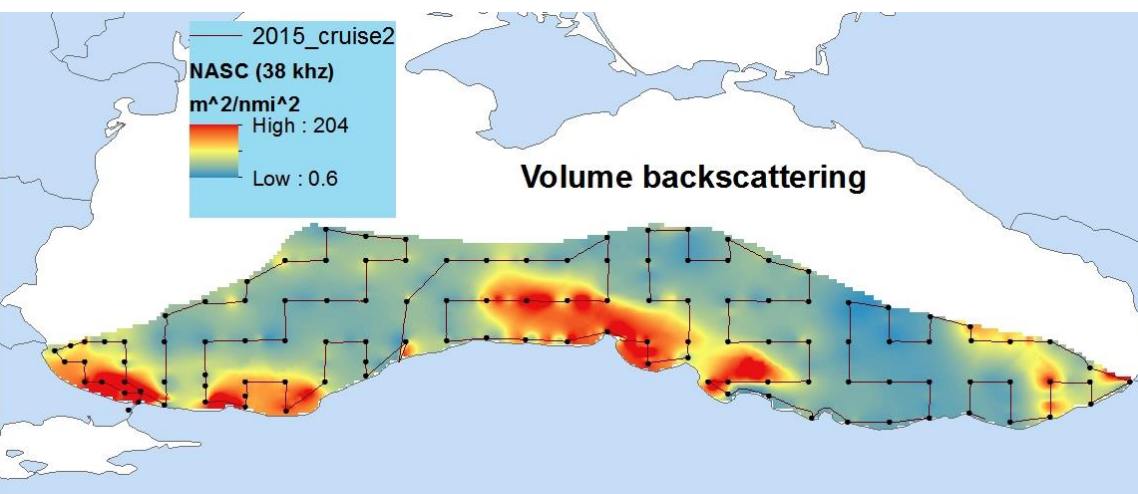 2015_cruise2
NASC (38 khz)
m^2/nmi^2
High : 204
Low : 0.6
Volume backscattering